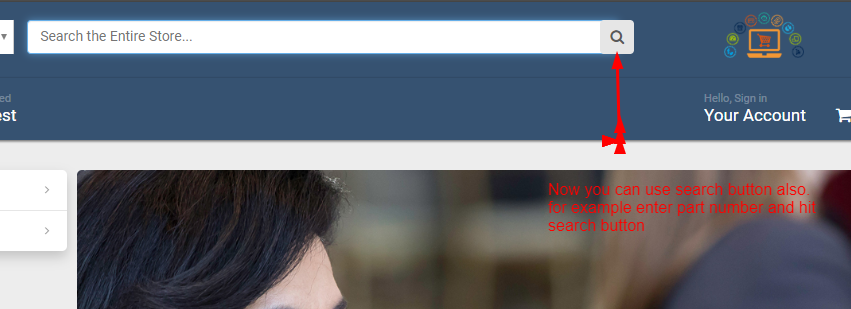 Search the Entire Store...
ed
est
Hello, Sign in
Your Account
Now you can use search button also.
for example enter part number and hit
search button